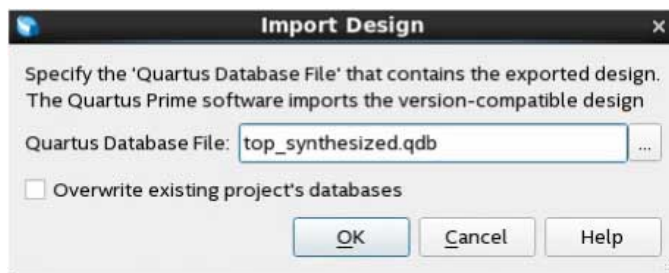 Import Design
Specify the 'Quartus Database File' that contains the exported design.
The Quartus Prime software imports the version-compatible design
Quartus Database File: top_synthesized.qdb ...
Overwrite existing project's databases
OK Cancel Help